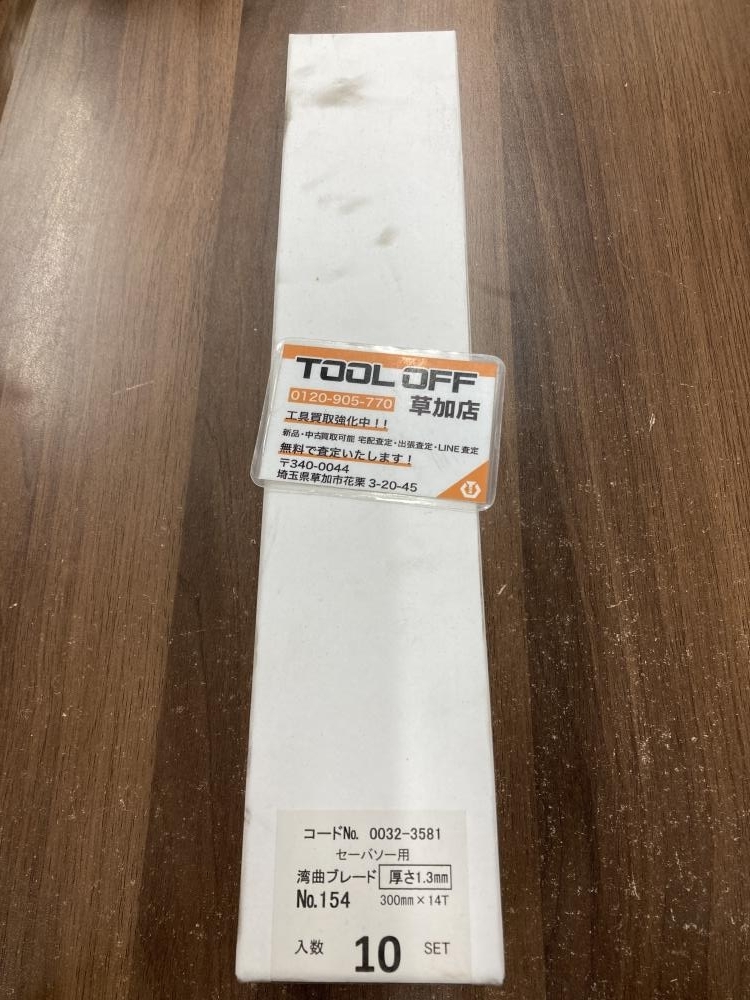 TOOL OFF
0120-905-770 草加店
工具買取強化中!!
新品・中古買取可能 宅配査定・出張査定・LINE査定
無料で査定いたします!
〒340-0044
埼玉県草加市花栗 3-20-45
コードNo. 0032-3581
セーバソー用
湾曲ブレード 厚さ1.3mm
No.154 300mm×14T
入数 10 SET